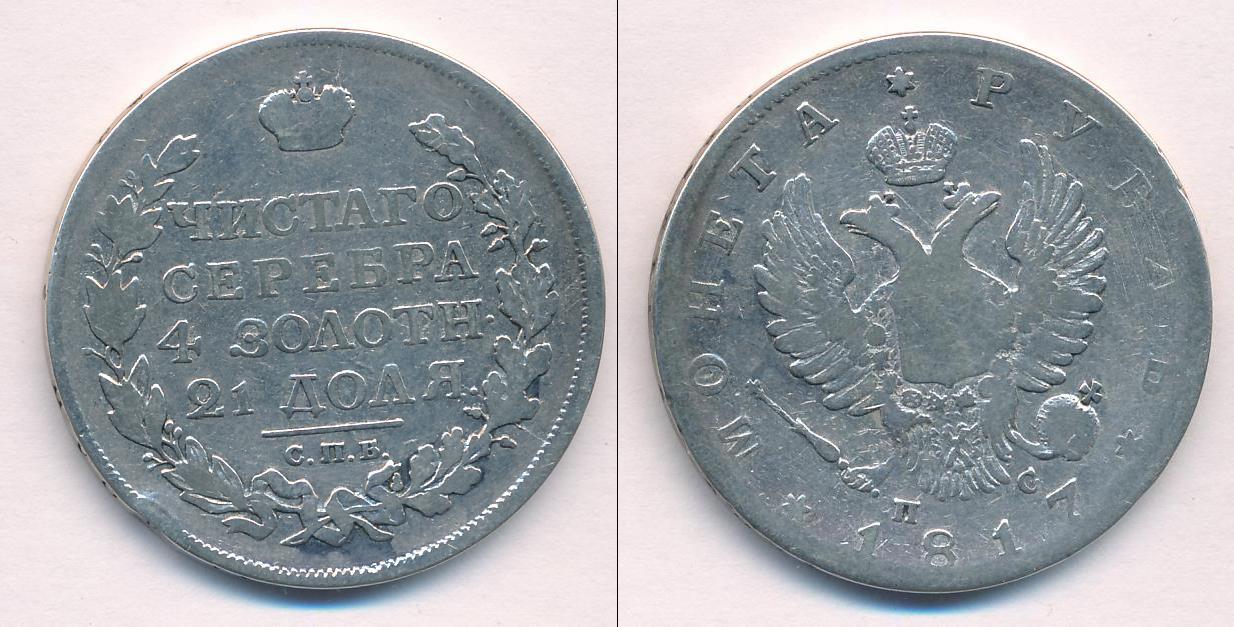 ЧИСТАГО
СЕРЕБРА
4 ЗОЛОТН.
21 ДОЛЯ.
С.П.Б.
МОНЕТА * РУБЛЬ *
* 1817
П С